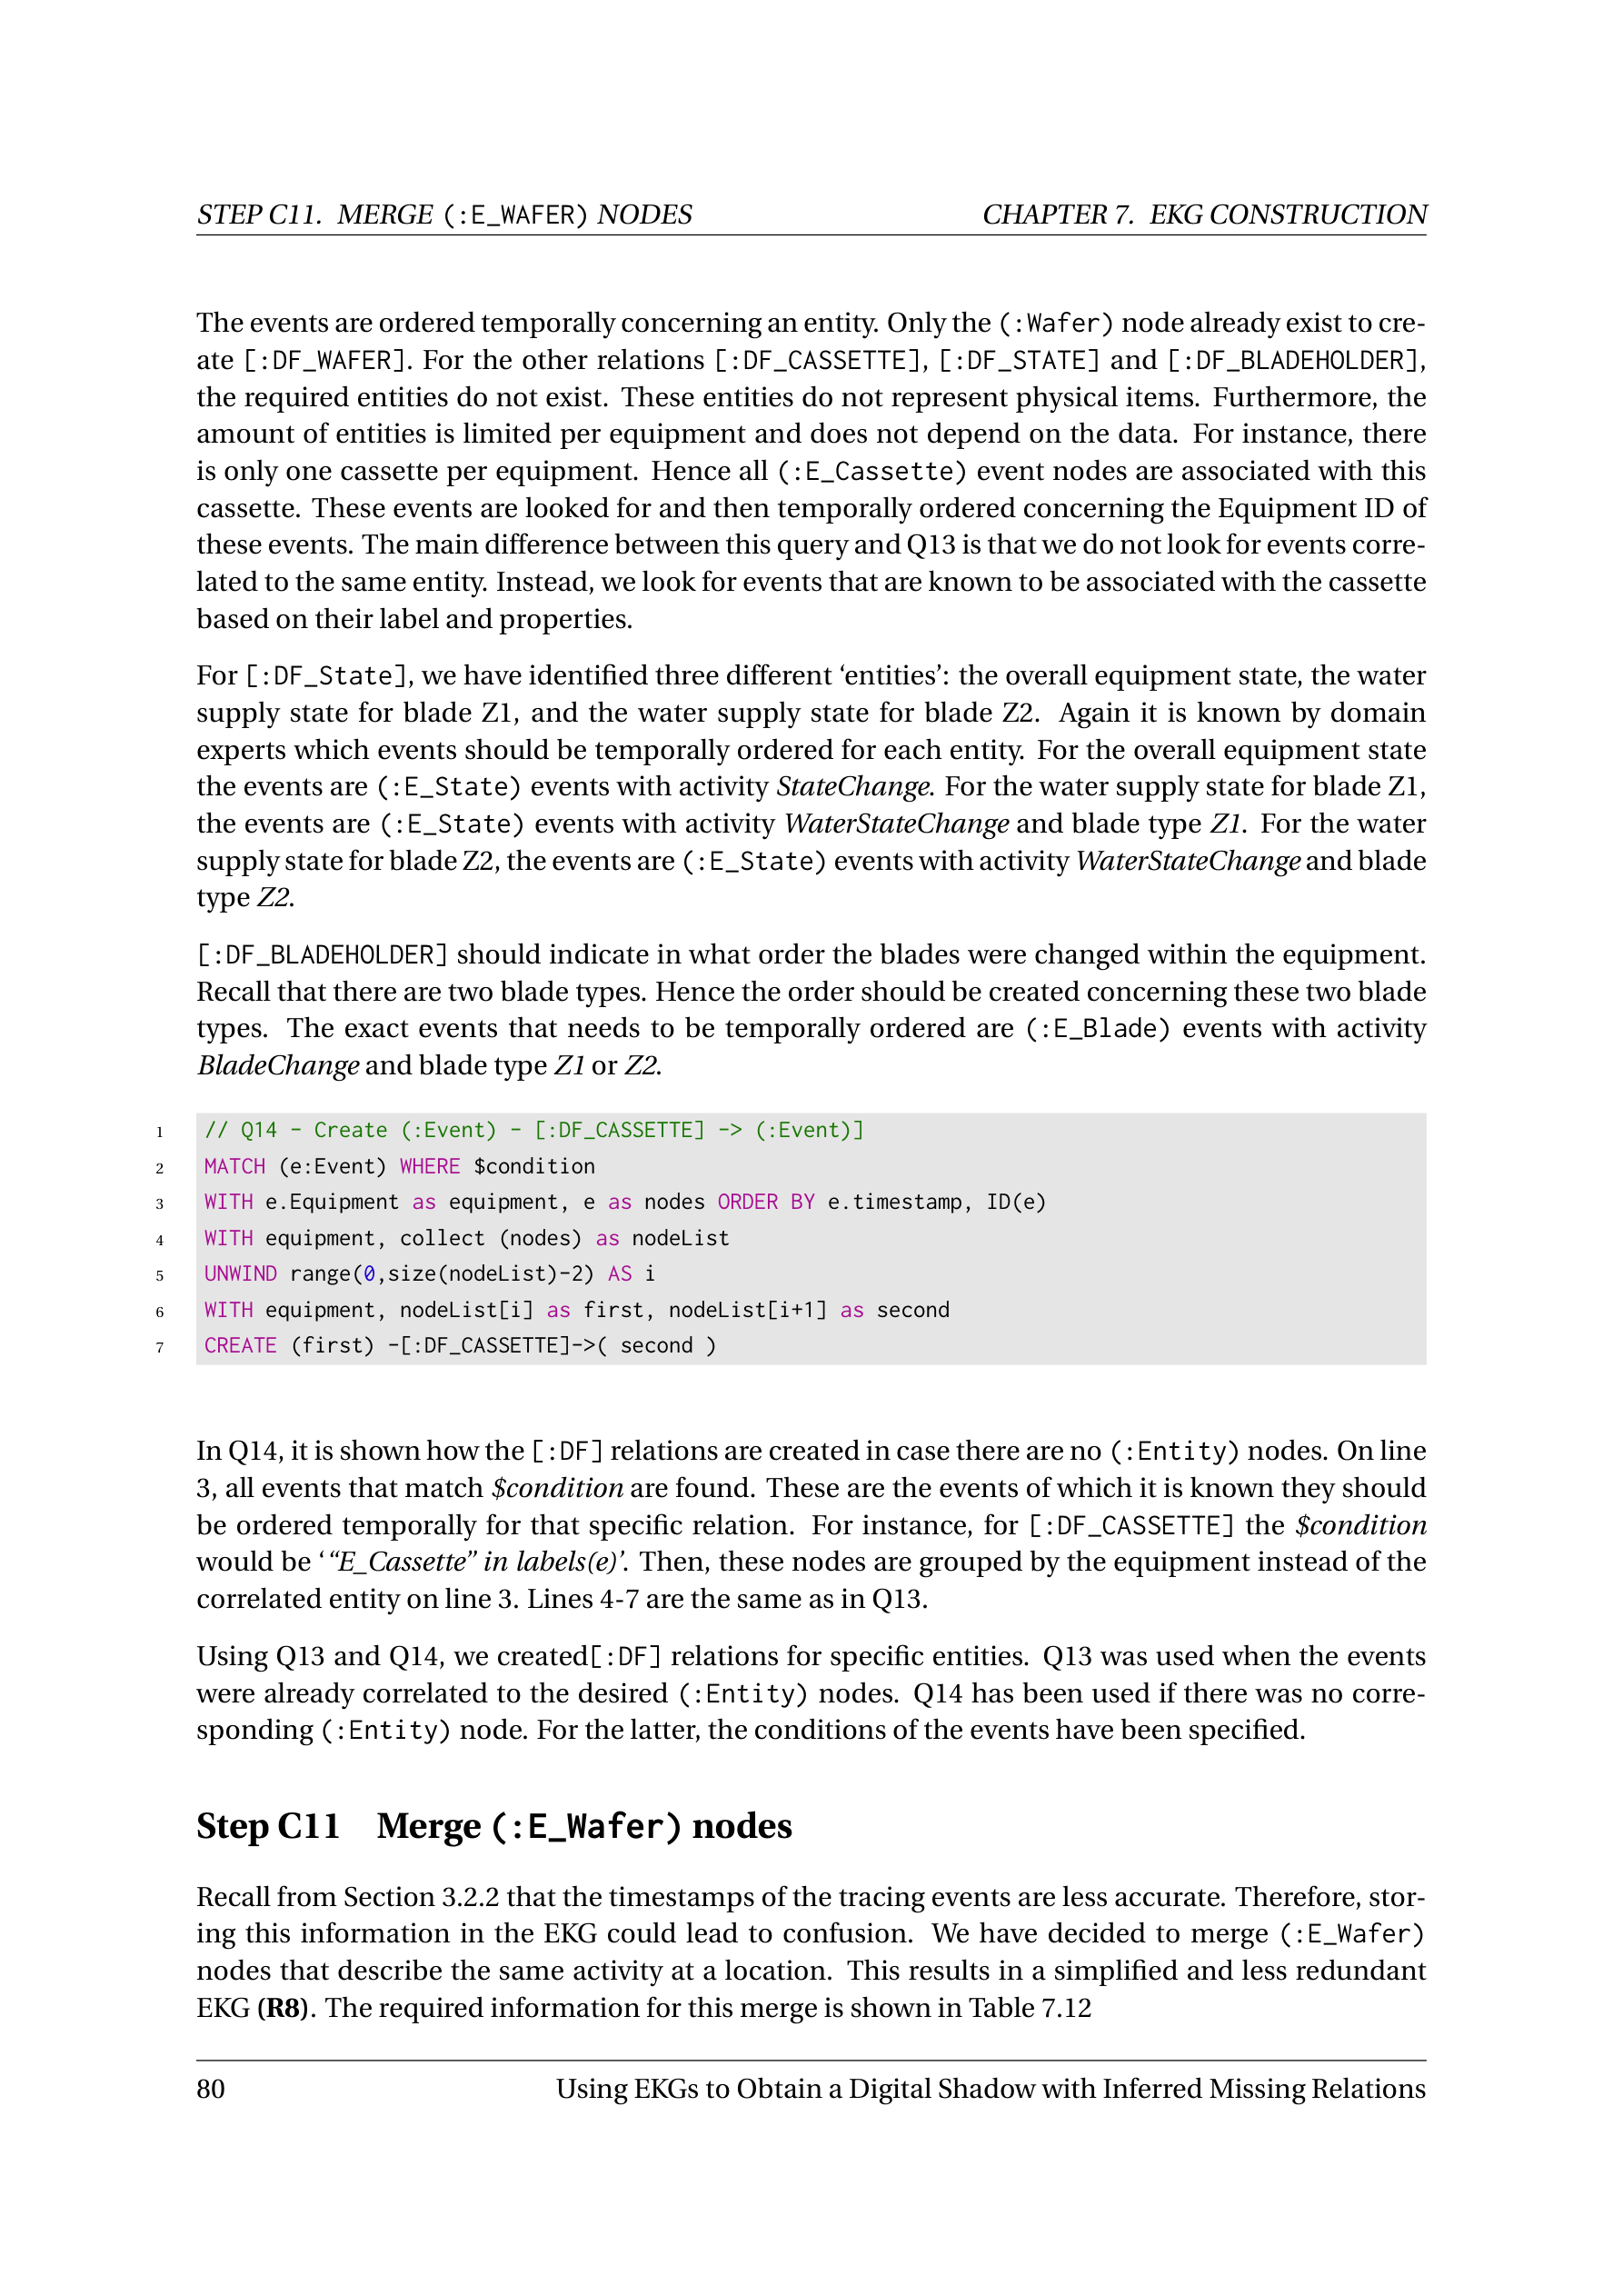 STEP C11. MERGE (:E_WAFER) NODES CHAPTER 7. EKG CONSTRUCTION
The events are ordered temporally concerning an entity. Only the (:Wafer) node already exist to cre-
ate [:DF_WAFER]. For the other relations [:DF_CASSETTE], [:DF_STATE] and [:DF_BLADEHOLDER],
the required entities do not exist. These entities do not represent physical items. Furthermore, the
amount of entities is limited per equipment and does not depend on the data. For instance, there
is only one cassette per equipment. Hence all (:E_Cassette) event nodes are associated with this
cassette. These events are looked for and then temporally ordered concerning the Equipment ID of
these events. The main difference between this query and Q13 is that we do not look for events corre-
lated to the same entity. Instead, we look for events that are known to be associated with the cassette
based on their label and properties.
For [:DF_State], we have identified three different ‘entities’: the overall equipment state, the water
supply state for blade Z1, and the water supply state for blade Z2. Again it is known by domain
experts which events should be temporally ordered for each entity. For the overall equipment state
the events are (:E_State) events with activity StateChange. For the water supply state for blade Z1,
the events are (:E_State) events with activity WaterStateChange and blade type Z1. For the water
supply state for blade Z2, the events are (:E_State) events with activity WaterStateChange and blade
type Z2.
[:DF_BLADEHOLDER] should indicate in what order the blades were changed within the equipment.
Recall that there are two blade types. Hence the order should be created concerning these two blade
types. The exact events that needs to be temporally ordered are (:E_Blade) events with activity
BladeChange and blade type Z1 or Z2.
1 // Q14 - Create (:Event) - [:DF_CASSETTE] -> (:Event)]
2 MATCH (e:Event) WHERE $condition
3 WITH e.Equipment as equipment, e as nodes ORDER BY e.timestamp, ID(e)
4 WITH equipment, collect (nodes) as nodeList
5 UNWIND range(0,size(nodeList)-2) AS i
6 WITH equipment, nodeList[i] as first, nodeList[i+1] as second
7 CREATE (first) -[:DF_CASSETTE]->( second )
In Q14, it is shown how the [:DF] relations are created in case there are no (:Entity) nodes. On line
3, all events that match $condition are found. These are the events of which it is known they should
be ordered temporally for that specific relation. For instance, for [:DF_CASSETTE] the $condition
would be ‘“E_Cassette” in labels(e)’. Then, these nodes are grouped by the equipment instead of the
correlated entity on line 3. Lines 4-7 are the same as in Q13.
Using Q13 and Q14, we created[:DF] relations for specific entities. Q13 was used when the events
were already correlated to the desired (:Entity) nodes. Q14 has been used if there was no corre-
sponding (:Entity) node. For the latter, the conditions of the events have been specified.
Step C11 Merge (:E_Wafer) nodes
Recall from Section 3.2.2 that the timestamps of the tracing events are less accurate. Therefore, stor-
ing this information in the EKG could lead to confusion. We have decided to merge (:E_Wafer)
nodes that describe the same activity at a location. This results in a simplified and less redundant
EKG (R8). The required information for this merge is shown in Table 7.12
80 Using EKGs to Obtain a Digital Shadow with Inferred Missing Relations